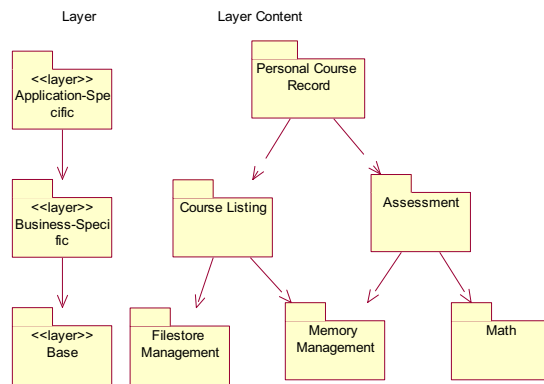 Layer
Layer Content
<<layer>>
Application-Spe
cific
Personal Course
Record
<<layer>>
Business-Speci
fic
Course Listing
Assessment
<<layer>>
Base
Filestore
Management
Memory
Management
Math